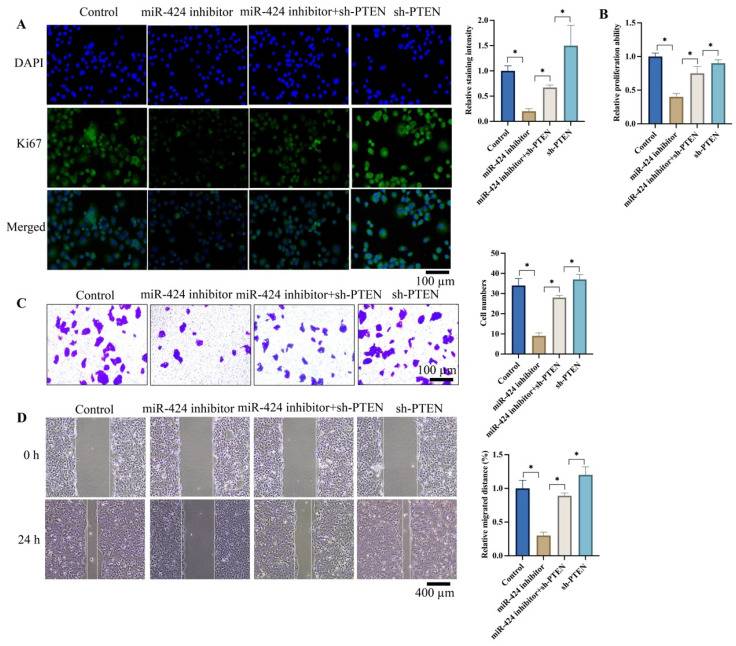 A
Control
miR-424 inhibitor
miR-424 inhibitor+sh-PTEN
sh-PTEN
DAPI
Ki67
Merged
100 µm
Relative staining intensity
2.0
1.5
1.0
0.5
0.0
*
*
*
Control
miR-424 inhibitor
miR-424 inhibitor+sh-PTEN
sh-PTEN
B
Relative proliferation ability
1.5
1.0
0.5
0.0
*
*
*
Control
miR-424 inhibitor
miR-424 inhibitor+sh-PTEN
sh-PTEN
C
Control
miR-424 inhibitor
miR-424 inhibitor+sh-PTEN
sh-PTEN
100 µm
Cell numbers
50
40
30
20
10
0
*
*
*
Control
miR-424 inhibitor
miR-424 inhibitor+sh-PTEN
sh-PTEN
D
Control
miR-424 inhibitor
miR-424 inhibitor+sh-PTEN
sh-PTEN
0 h
24 h
400 µm
Relative migrated distance (%)
1.5
1.0
0.5
0.0
*
*
*
Control
miR-424 inhibitor
miR-424 inhibitor+sh-PTEN
sh-PTEN